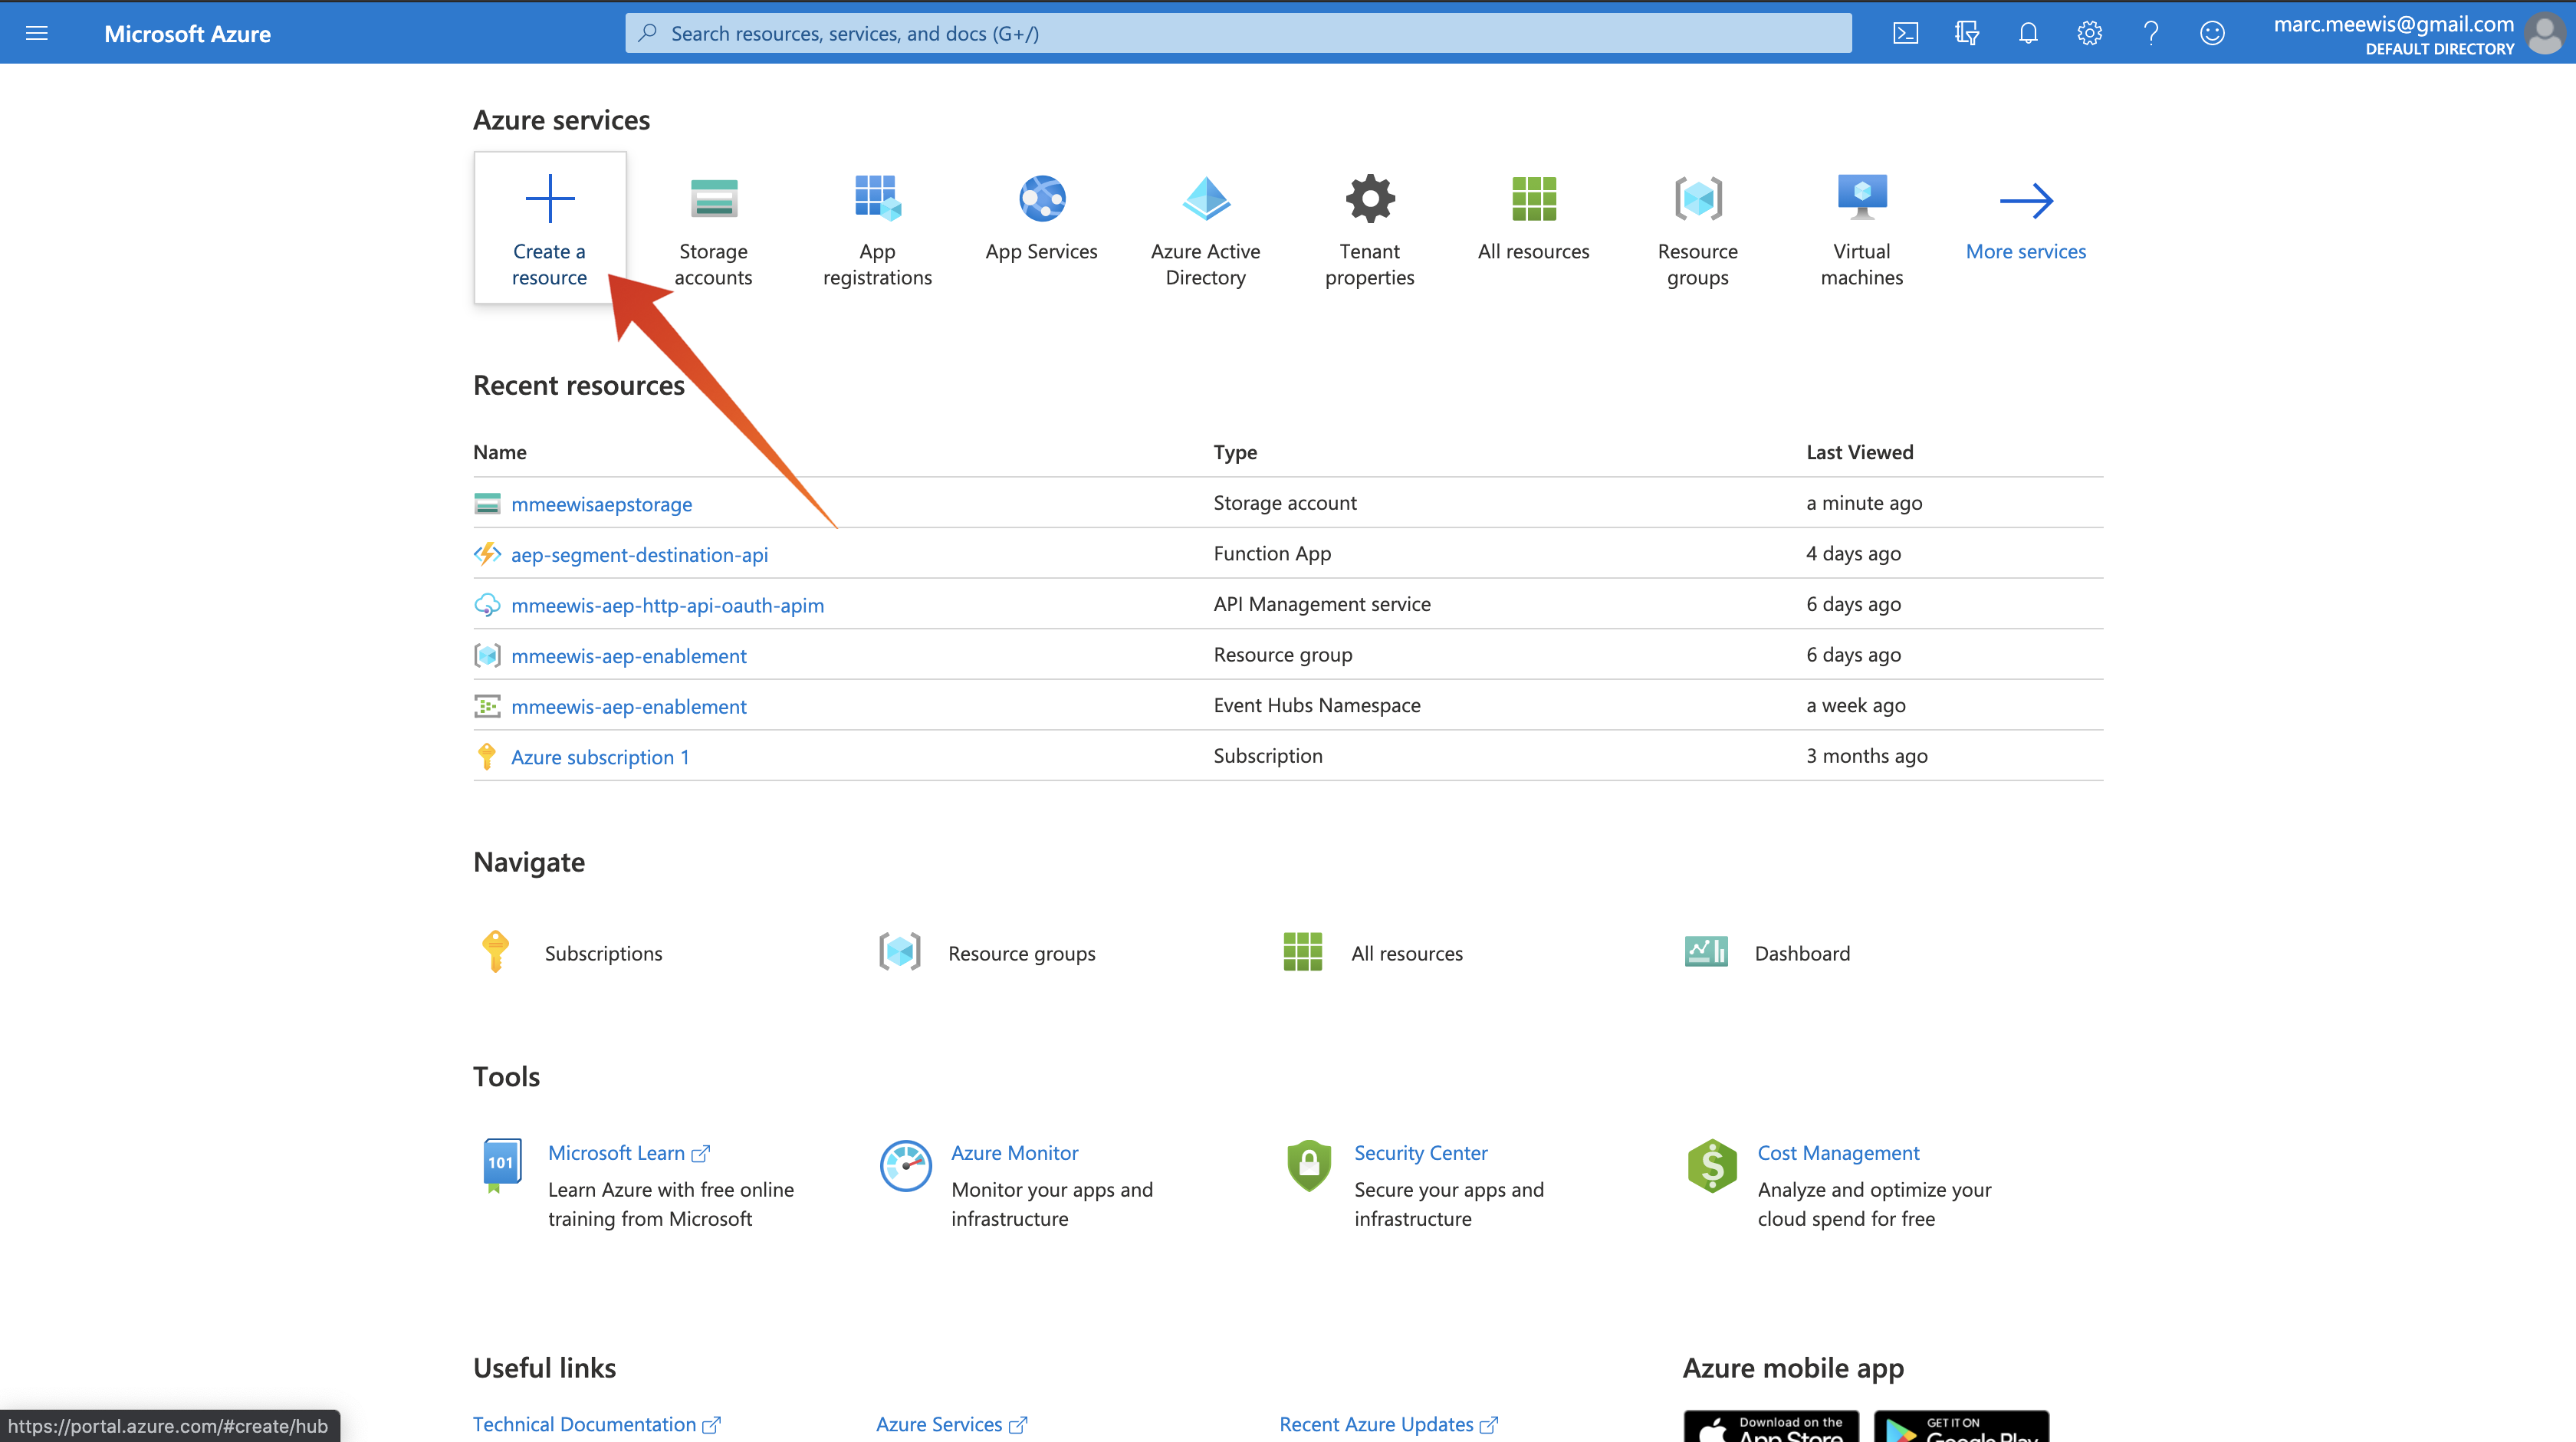 Microsoft Azure
Search resources, services, and docs (G+/)
marc.meewis@gmail.com
DEFAULT DIRECTORY
Azure services
Create a
resource
Storage
accounts
App
registrations
App Services
Azure Active
Directory
Tenant
properties
All resources
Resource
groups
Virtual
machines
More services
Recent resources
Name Type Last Viewed
mmeewisaepstorage Storage account a minute ago
aep-segment-destination-api Function App 4 days ago
mmeewis-aep-http-api-oauth-apim API Management service 6 days ago
mmeewis-aep-enablement Resource group 6 days ago
mmeewis-aep-enablement Event Hubs Namespace a week ago
Azure subscription 1 Subscription 3 months ago
Navigate
Subscriptions Resource groups All resources Dashboard
Tools
101
Microsoft Learn
Learn Azure with free online
training from Microsoft
Azure Monitor
Monitor your apps and
infrastructure
Security Center
Secure your apps and
infrastructure
Cost Management
Analyze and optimize your
cloud spend for free
Useful links
Technical Documentation Azure Services Recent Azure Updates
Azure mobile app
Download on the
App Store
GET IT ON
Google Play
https://portal.azure.com/#create/hub